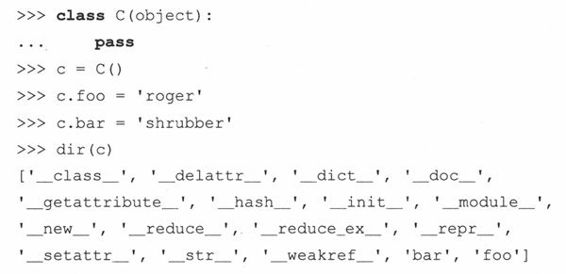 >>> class C(object):
...     pass
>>> c = C()
>>> c.foo = 'roger'
>>> c.bar = 'shrubber'
>>> dir(c)
['__class__', '__delattr__', '__dict__', '__doc__',
'__getattribute__', '__hash__', '__init__', '__module__',
'__new__', '__reduce__', '__reduce_ex__', '__repr__',
'__setattr__', '__str__', '__weakref__', 'bar', 'foo']